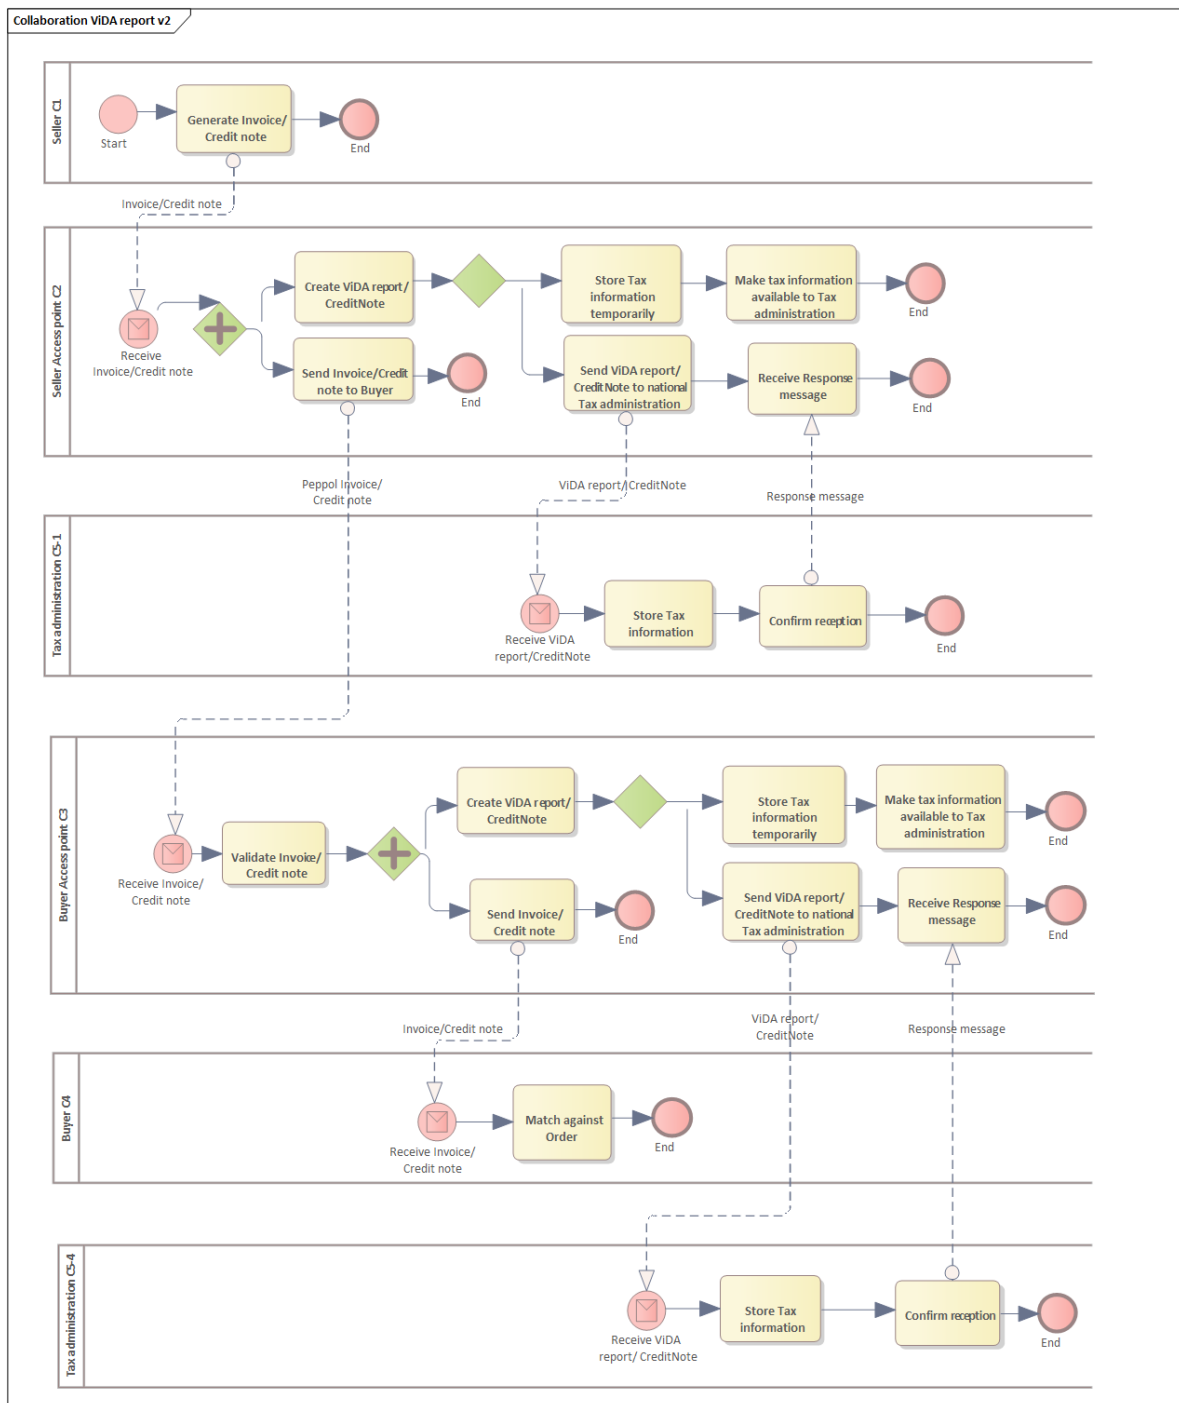 Collaboration ViDA report v2
Seller C1
Start
Generate Invoice/
Credit note
End
Invoice/Credit note
Seller Access point C2
Receive
Invoice/Credit note
Create ViDA report/
CreditNote
Send Invoice/Credit
note to Buyer
End
Store Tax
information
temporarily
Make tax information
available to Tax
administration
End
Send ViDA report/
CreditNote to national
Tax administration
Receive Response
message
End
Peppol Invoice/
Credit note
ViDA report/ CreditNote
Response message
Tax administration C5-1
Receive ViDA
report/CreditNote
Store Tax
information
Confirm reception
End
Buyer Access point C3
Receive Invoice/
Credit note
Validate Invoice/
Credit note
Create ViDA report/
CreditNote
Send Invoice/
Credit note
End
Store Tax
information
temporarily
Make tax information
available to Tax
administration
End
Send ViDA report/
CreditNote to national
Tax administration
Receive Response
message
End
Invoice/Credit note
ViDA report/
CreditNote
Response message
Buyer C4
Receive Invoice/
Credit note
Match against
Order
End
Tax administration C5-4
Receive ViDA
report/ CreditNote
Store Tax
information
Confirm reception
End